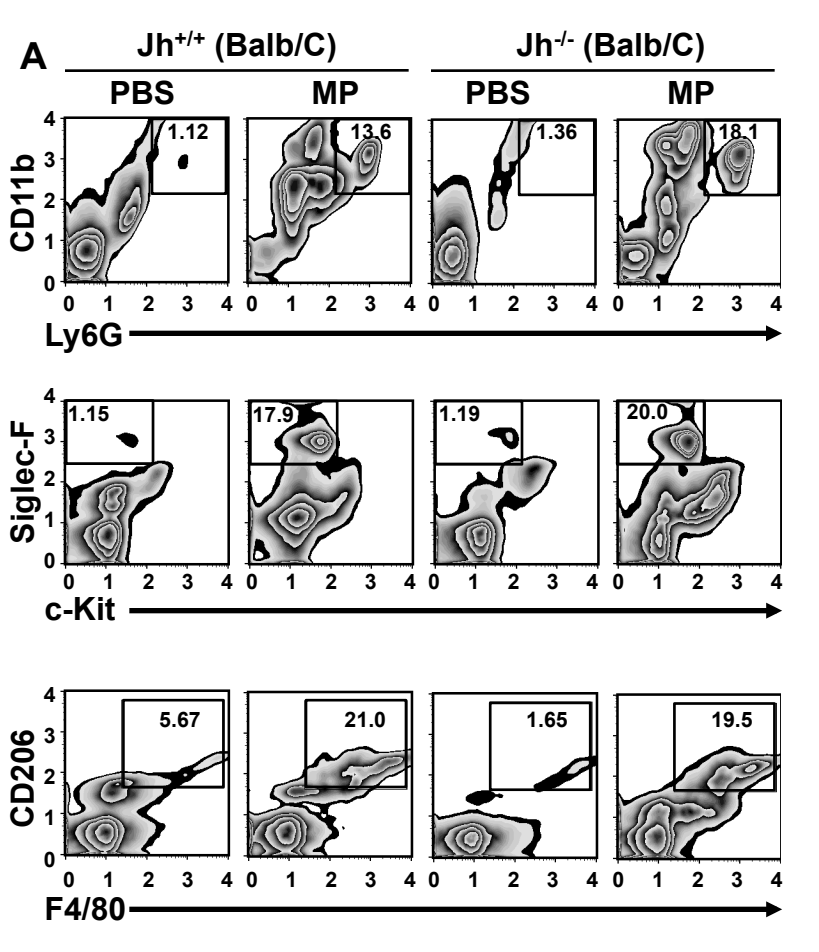 A
Jh+/+ (Balb/C) Jh-/- (Balb/C)
PBS MP PBS MP
CD11b
4 3 2 1 0
1.12 13.6 1.36 18.1
0 1 2 3 4 0 1 2 3 4 0 1 2 3 4 0 1 2 3 4
Ly6G
Siglec-F
4 3 2 1 0
1.15 17.9 1.19 20.0
0 1 2 3 4 0 1 2 3 4 0 1 2 3 4 0 1 2 3 4
c-Kit
CD206
4 3 2 1 0
5.67 21.0 1.65 19.5
0 1 2 3 4 0 1 2 3 4 0 1 2 3 4 0 1 2 3 4
F4/80